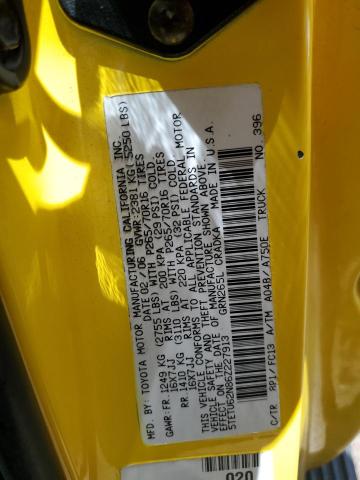 MFD. BY: TOYOTA MOTOR MANUFACTURING CALIFORNIA INC.
DATE 02 / 06 GVWR: 2381 KG (5250 LBS)
GAWR: FR. 1249 KG (2755 LBS) WITH P265/70R16 TIRES
16X7JJ RIMS AT 200 KPA (29 PSI) COLD
RR. 1410 KG (3110 LBS) WITH P265/70R16 TIRES
16X7JJ RIMS AT 220 KPA (32 PSI) COLD
THIS VEHICLE CONFORMS TO ALL APPLICABLE FEDERAL MOTOR
VEHICLE SAFETY AND THEFT PREVENTION STANDARDS IN
EFFECT ON THE DATE OF MANUFACTURE SHOWN ABOVE.
5TETU62N86Z227913 GRN265L CRADKA MADE IN U.S.A.
C/TR RP1/FC13 A/TM A04B/A750E TRUCK NO. 396
020